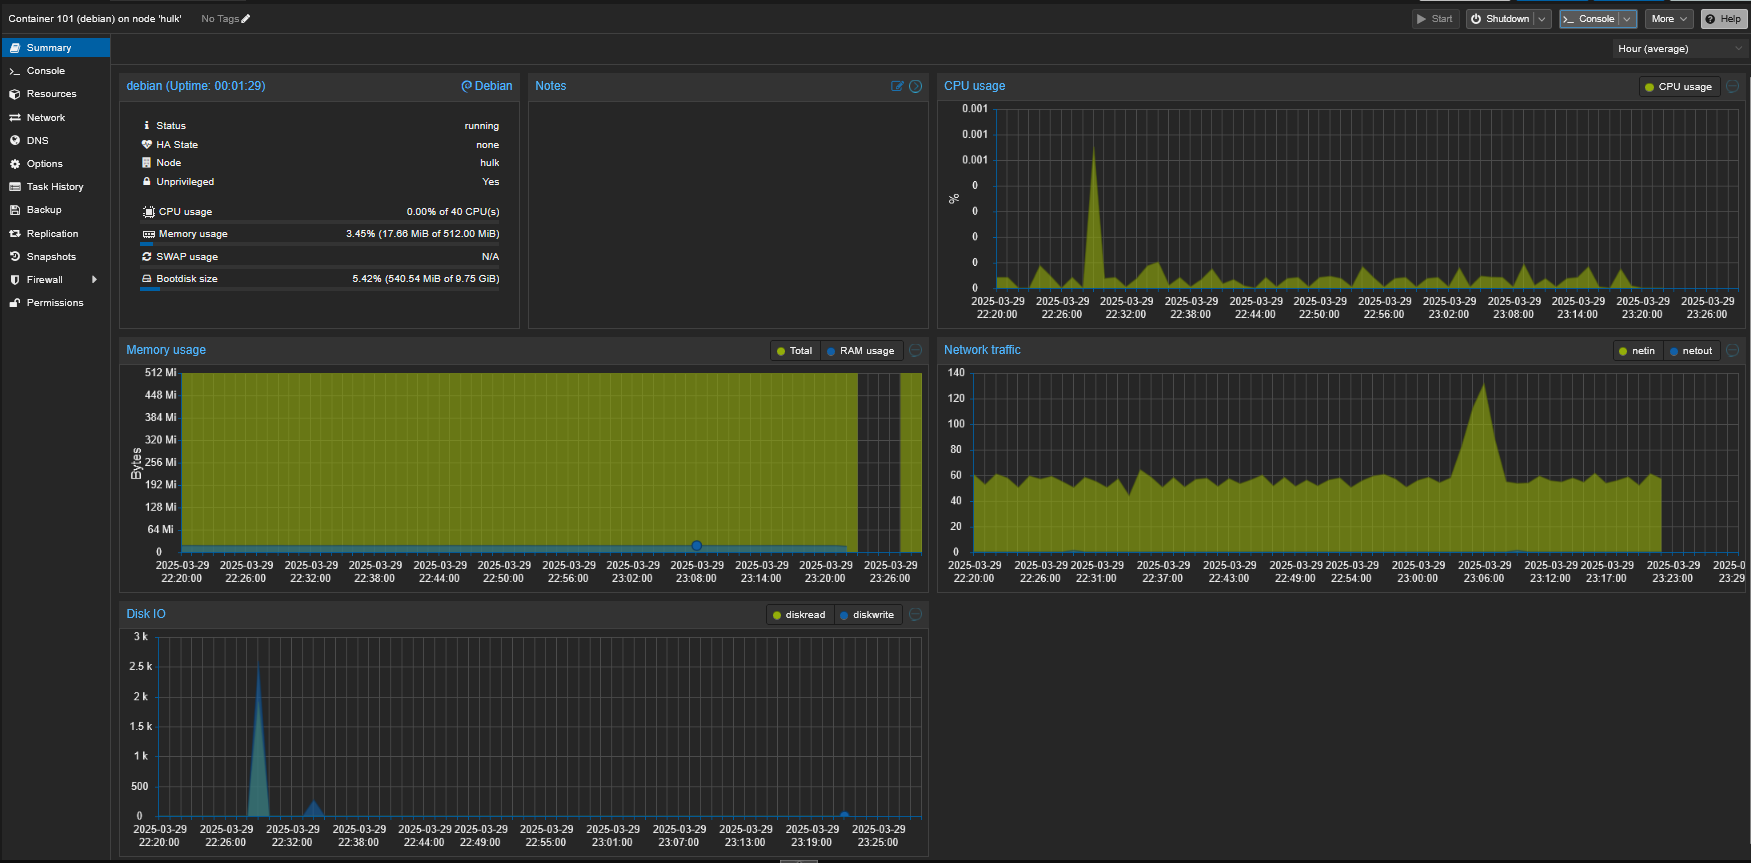 Container 101 (debian) on node 'hulk' No Tags Start Shutdown Console More Help
Summary
Console
Resources
Network
DNS
Options
Task History
Backup
Replication
Snapshots
Firewall
Permissions
Hour (average)
debian (Uptime: 00:01:29) Debian
Status running
HA State none
Node hulk
Unprivileged Yes
CPU usage 0.00% of 40 CPU(s)
Memory usage 3.45% (17.66 MiB of 512.00 MiB)
SWAP usage N/A
Bootdisk size 5.42% (540.54 MiB of 9.75 GiB)
Notes
CPU usage CPU usage
%
0.001
0.001
0.001
0
0
0
0
0
2025-03-29 2025-03-29 2025-03-29 2025-03-29 2025-03-29 2025-03-29 2025-03-29 2025-03-29 2025-03-29 2025-03-29 2025-03-29 2025-03-29
22:20:00 22:26:00 22:32:00 22:38:00 22:44:00 22:50:00 22:56:00 23:02:00 23:08:00 23:14:00 23:20:00 23:26:00
Memory usage Total RAM usage
Bytes
512 Mi
448 Mi
384 Mi
320 Mi
256 Mi
192 Mi
128 Mi
64 Mi
0
2025-03-29 2025-03-29 2025-03-29 2025-03-29 2025-03-29 2025-03-29 2025-03-29 2025-03-29 2025-03-29 2025-03-29 2025-03-29 2025-03-29
22:20:00 22:26:00 22:32:00 22:38:00 22:44:00 22:50:00 22:56:00 23:02:00 23:08:00 23:14:00 23:20:00 23:26:00
Network traffic netin netout
140
120
100
80
60
40
20
0
2025-03-29 2025-03-29 2025-03-29 2025-03-29 2025-03-29 2025-03-29 2025-03-29 2025-03-29 2025-03-29 2025-03-29 2025-03-29 2025-03-29 2025-0
22:20:00 22:26:00 22:31:00 22:37:00 22:43:00 22:49:00 22:54:00 23:00:00 23:06:00 23:12:00 23:17:00 23:23:00 23:29
Disk IO diskread diskwrite
3 k
2.5 k
2 k
1.5 k
1 k
500
0
2025-03-29 2025-03-29 2025-03-29 2025-03-29 2025-03-29 2025-03-29 2025-03-29 2025-03-29 2025-03-29 2025-03-29 2025-03-29 2025-03-29
22:20:00 22:26:00 22:32:00 22:38:00 22:44:00 22:49:00 22:55:00 23:01:00 23:07:00 23:13:00 23:19:00 23:25:00